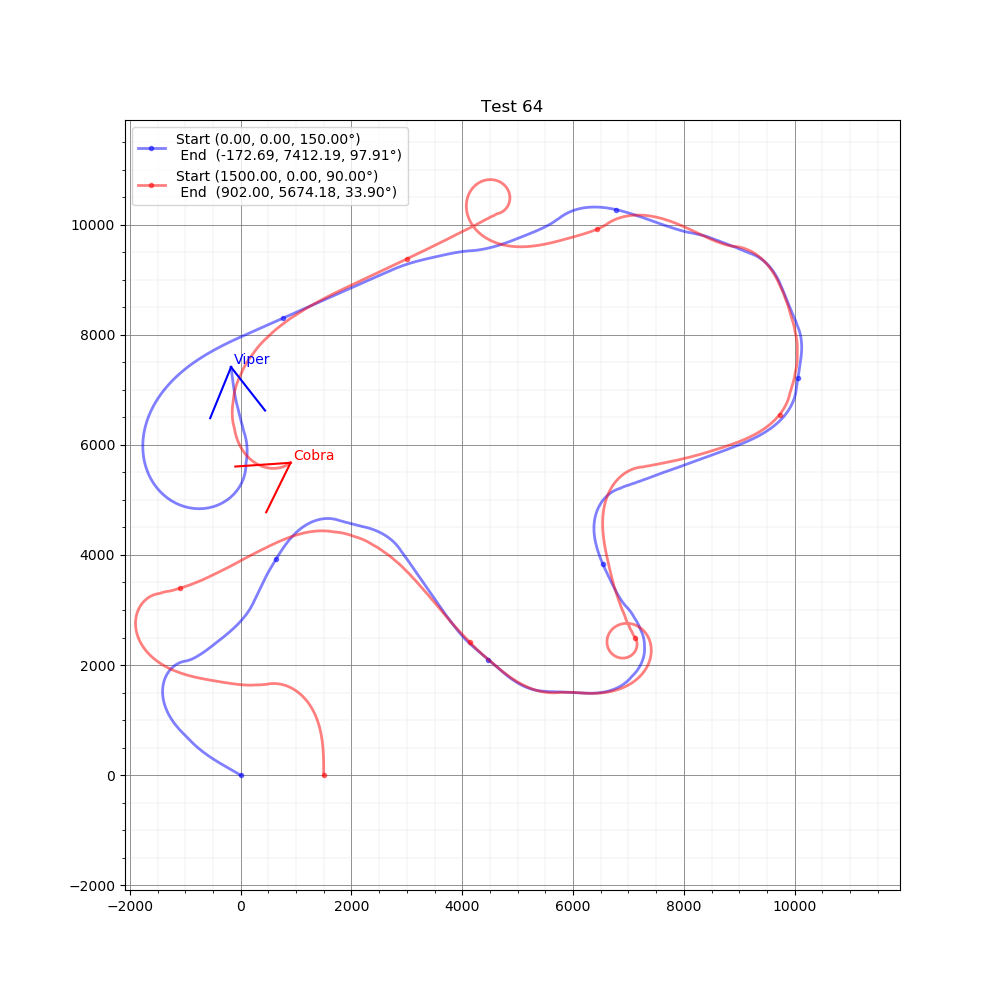 Test 64
Start (0.00, 0.00, 150.00°)
End (-172.69, 7412.19, 97.91°)
Start (1500.00, 0.00, 90.00°)
End (902.00, 5674.18, 33.90°)
10000
8000
Viper
6000
Cobra
4000
2000
0
−2000
−2000 0 2000 4000 6000 8000 10000